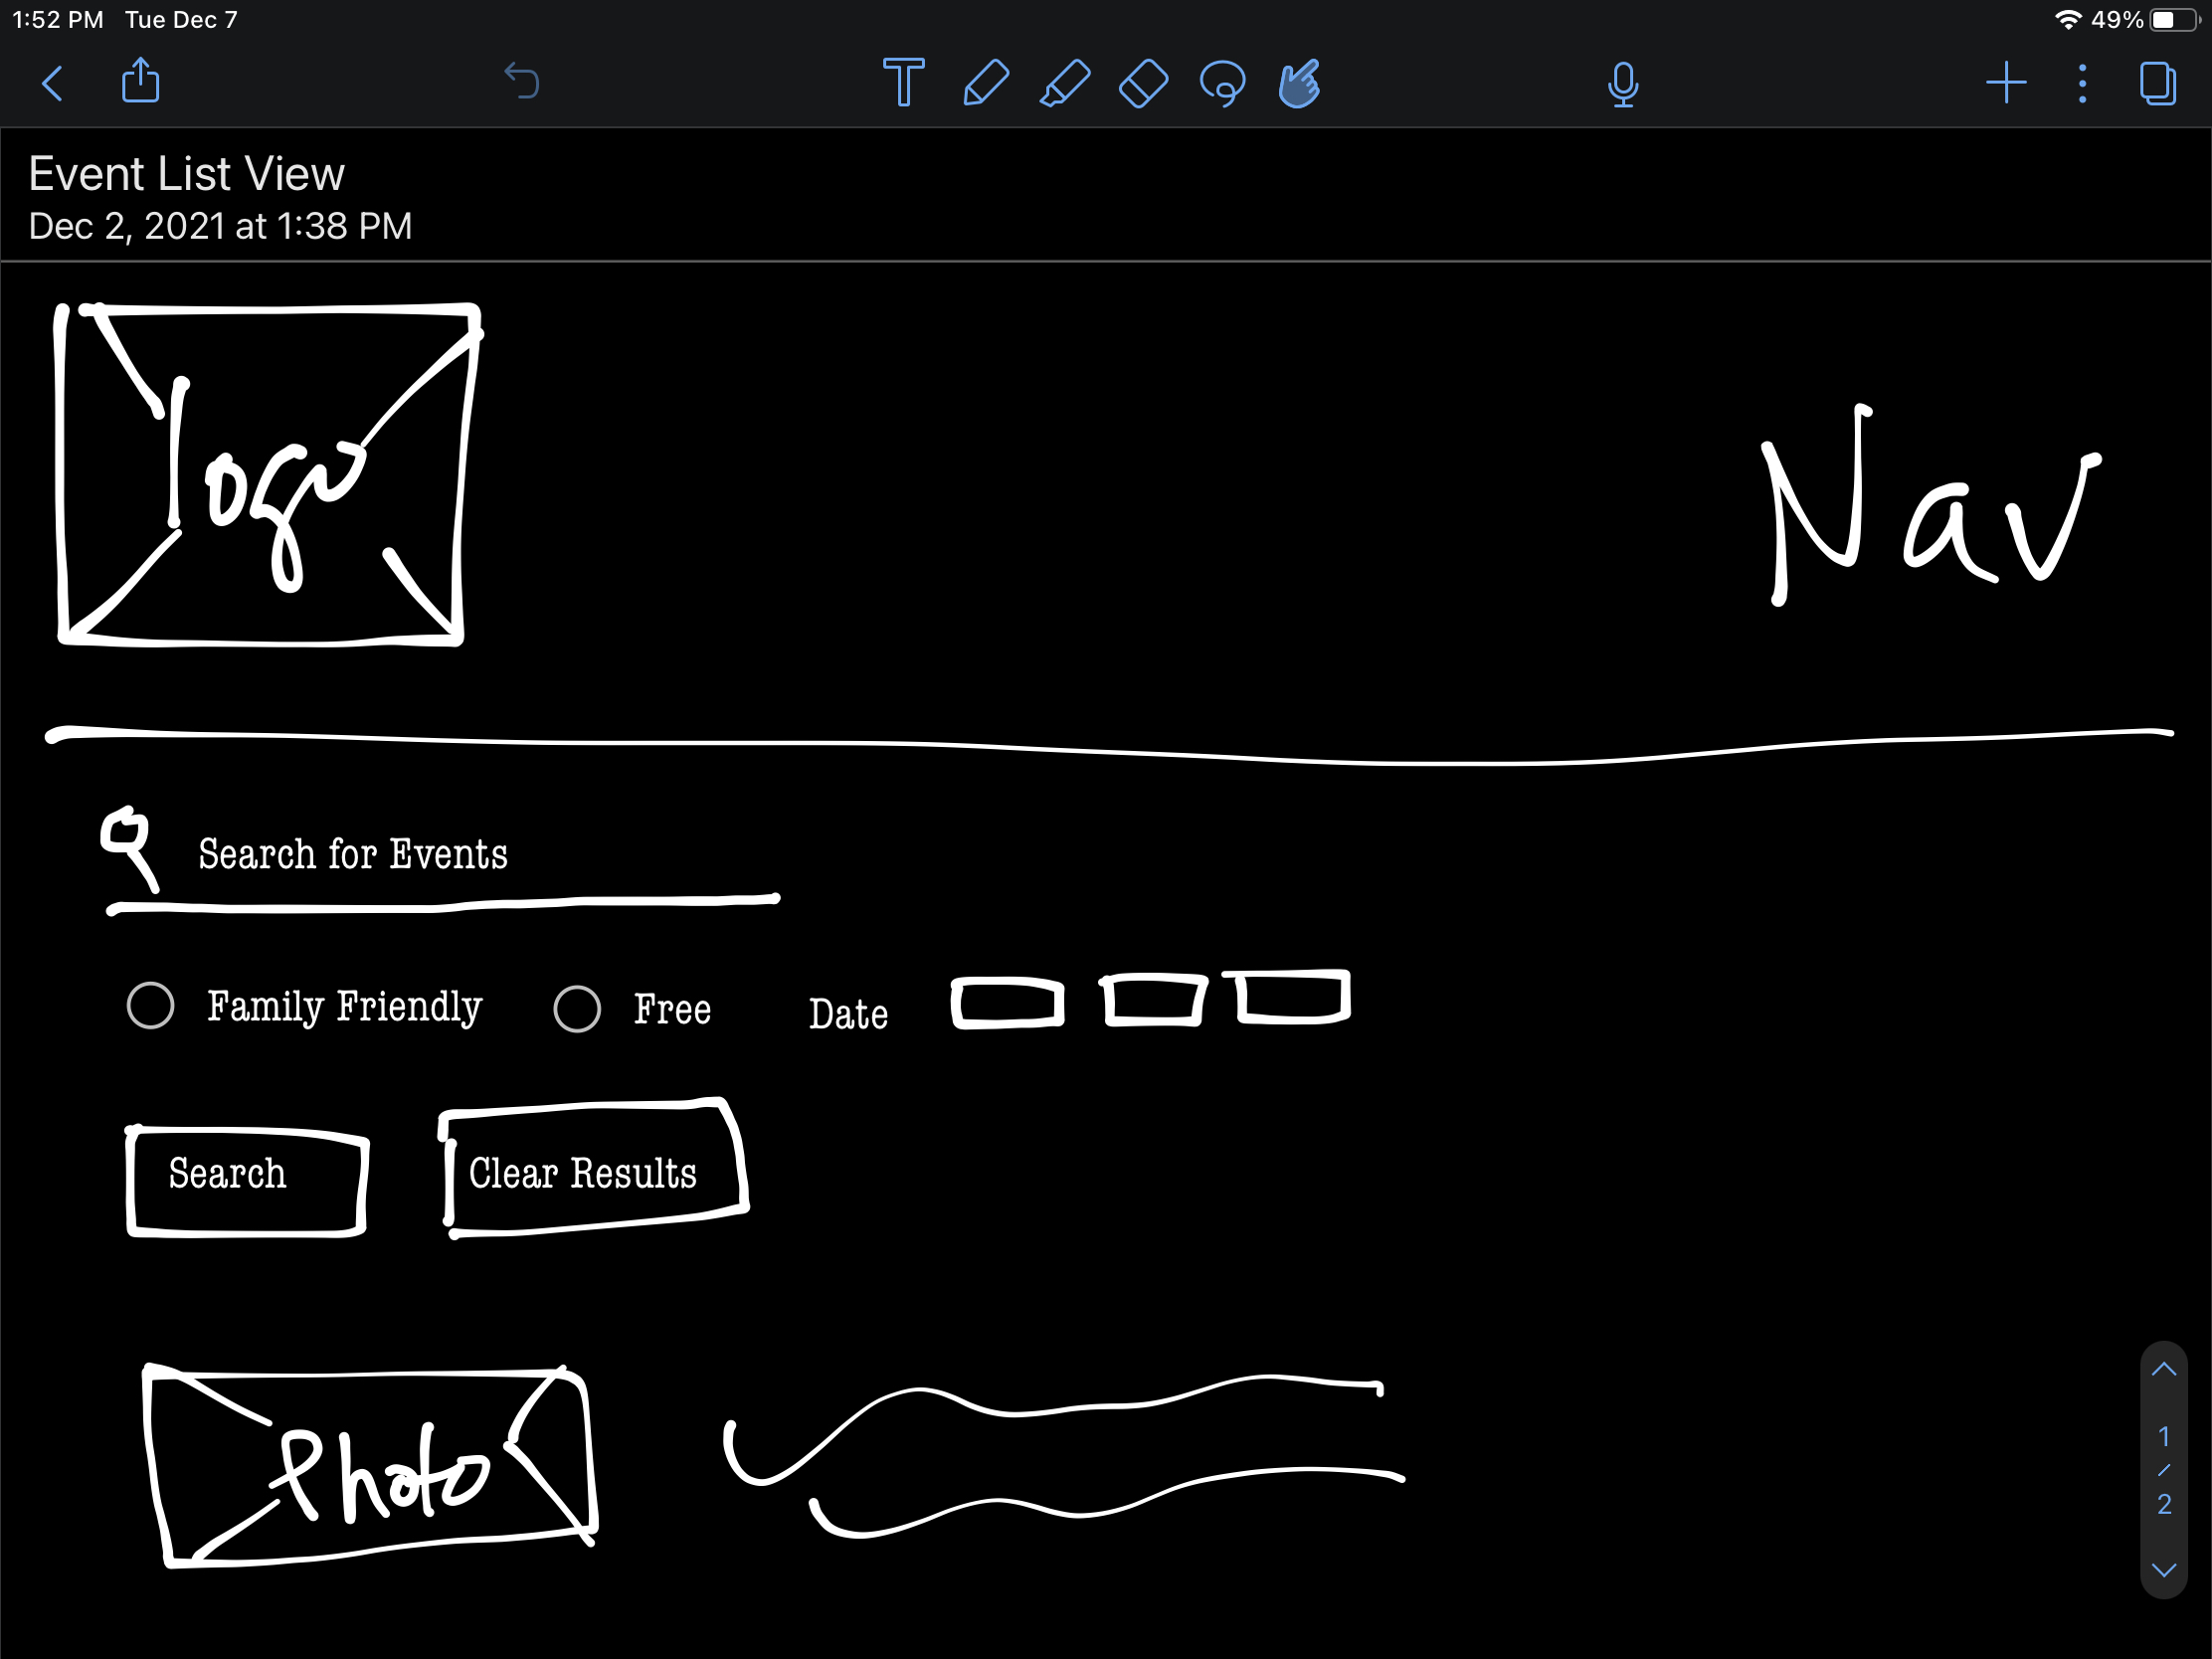 1:52 PM Tue Dec 7 49%
Event List View
Dec 2, 2021 at 1:38 PM
logo
Nav
Search for Events
Family Friendly Free Date
Search Clear Results
Photo
1
/
2